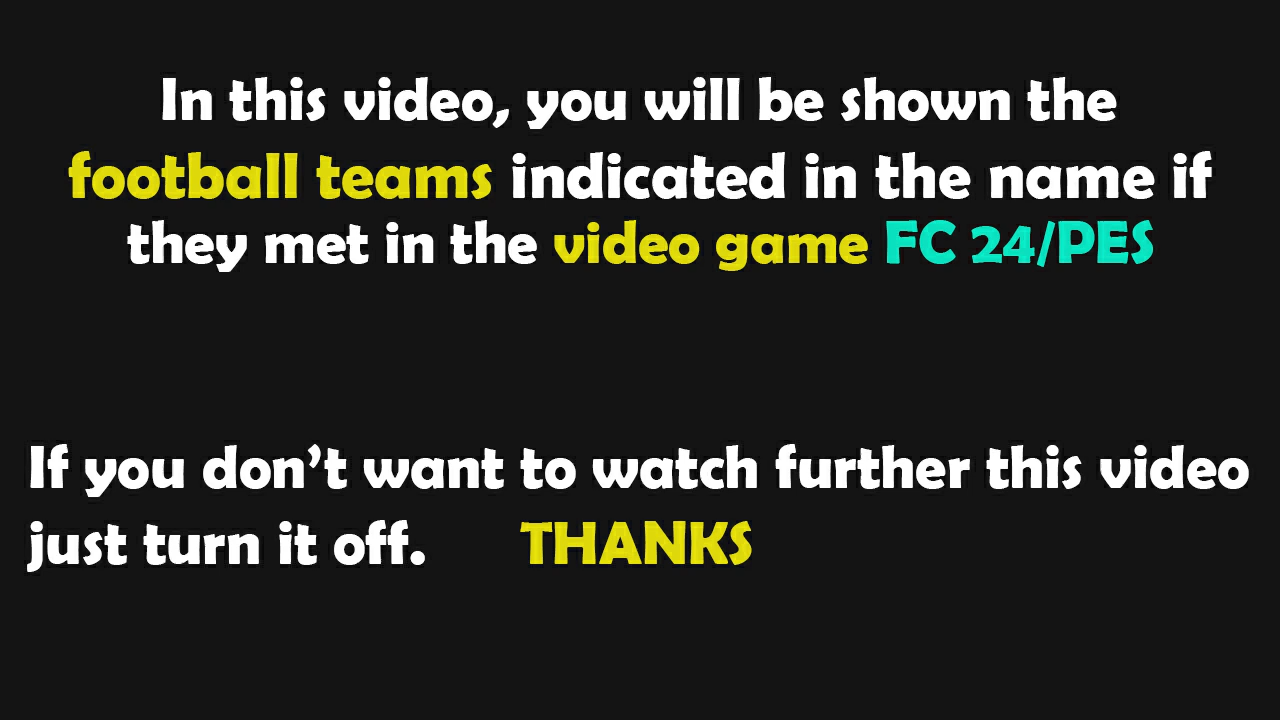 In this video, you will be shown the
football teams indicated in the name if
they met in the video game FC 24/PES
If you don’t want to watch further this video
just turn it off. THANKS